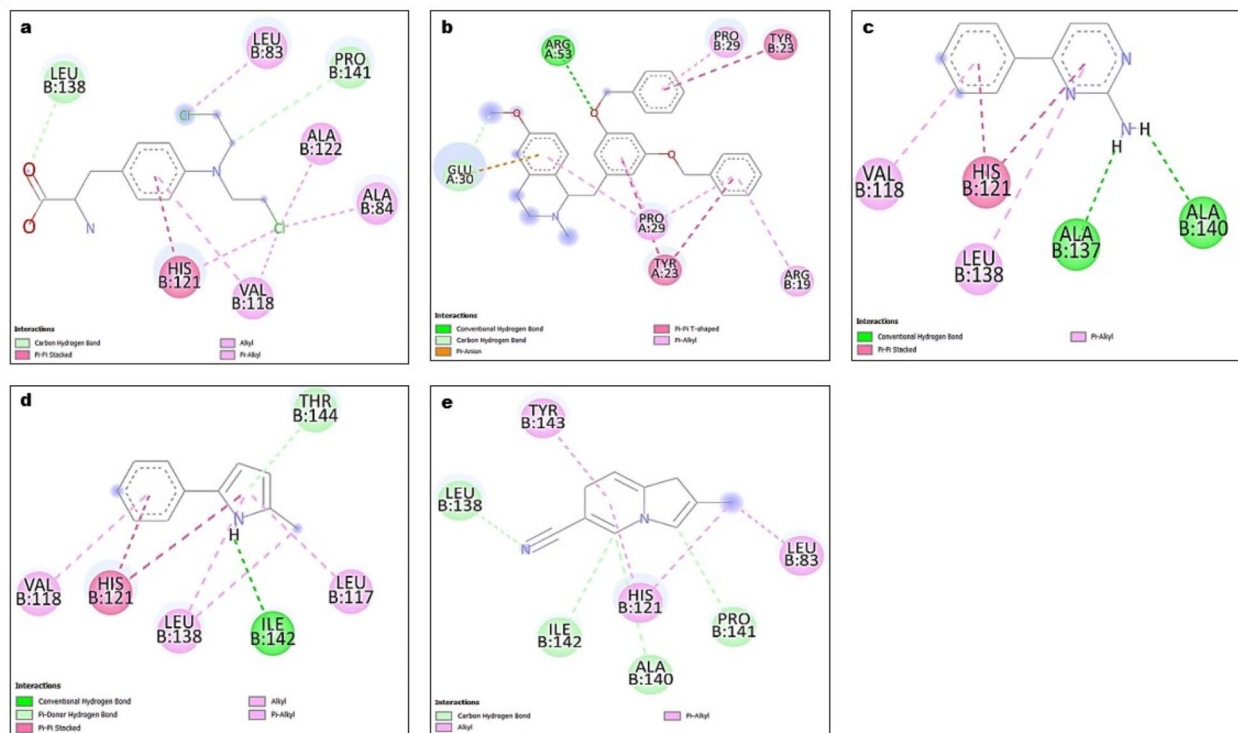 a
LEU
B:83
PRO
B:141
LEU
B:138
ALA
B:122
Cl
N
O
O
N
Cl
ALA
B:84
HIS
B:121
VAL
B:118
Interactions
Carbon Hydrogen Bond
Pi-Pi Stacked
Alkyl
Pi-Alkyl
b
ARG
A:53
PRO
B:29
TYR
B:23
O
O
O
N
GLU
A:30
PRO
A:29
TYR
A:23
ARG
B:19
Interactions
Conventional Hydrogen Bond
Carbon Hydrogen Bond
Pi-Anion
Pi-Pi T-shaped
Pi-Alkyl
c
N
N
N
H
H
VAL
B:118
HIS
B:121
LEU
B:138
ALA
B:137
ALA
B:140
Interactions
Conventional Hydrogen Bond
Pi-Pi Stacked
Pi-Alkyl
d
THR
B:144
N
H
VAL
B:118
HIS
B:121
LEU
B:138
ILE
B:142
LEU
B:117
Interactions
Conventional Hydrogen Bond
Pi-Donor Hydrogen Bond
Pi-Pi Stacked
Alkyl
Pi-Alkyl
e
TYR
B:143
LEU
B:138
N
N
LEU
B:83
HIS
B:121
ILE
B:142
ALA
B:140
PRO
B:141
Interactions
Carbon Hydrogen Bond
Alkyl
Pi-Alkyl